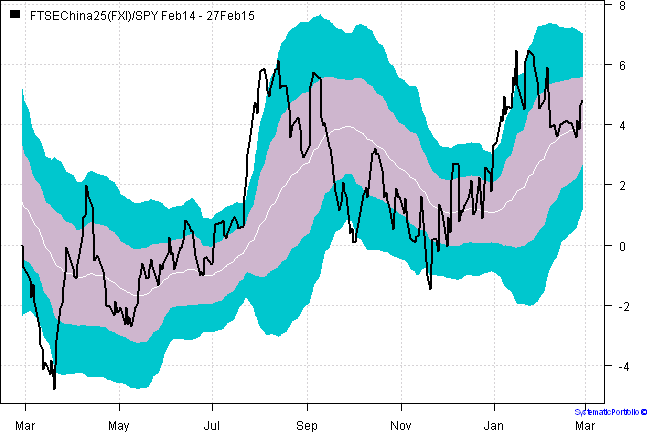 FTSEChina25(FXI)/SPY Feb14 - 27Feb15
8
6
4
2
0
-2
-4
Mar May Jul Sep Nov Jan Mar
SystematicPortfolio ©